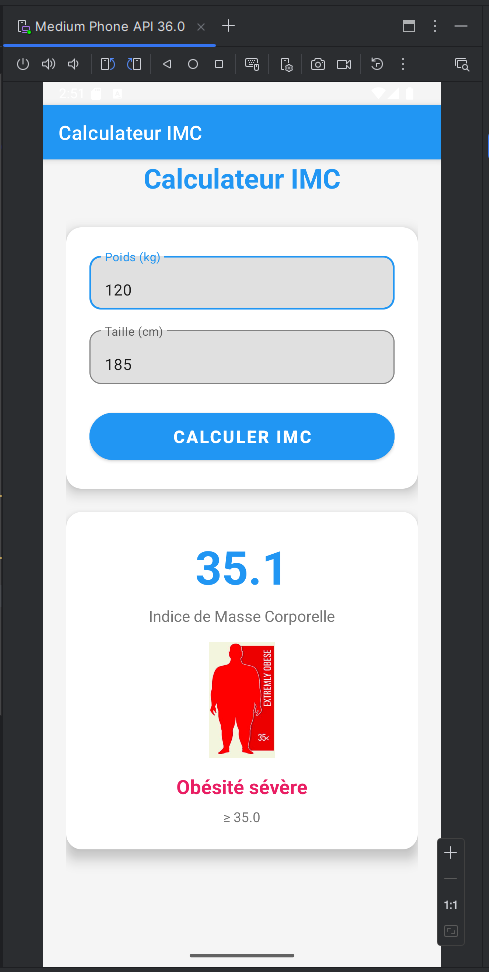 Medium Phone API 36.0
2:51
Calculateur IMC
Calculateur IMC
Poids (kg)
120
Taille (cm)
185
CALCULER IMC
35.1
Indice de Masse Corporelle
EXTREMLY OBESE
35<
Obésité sévère
≥ 35.0
1:1